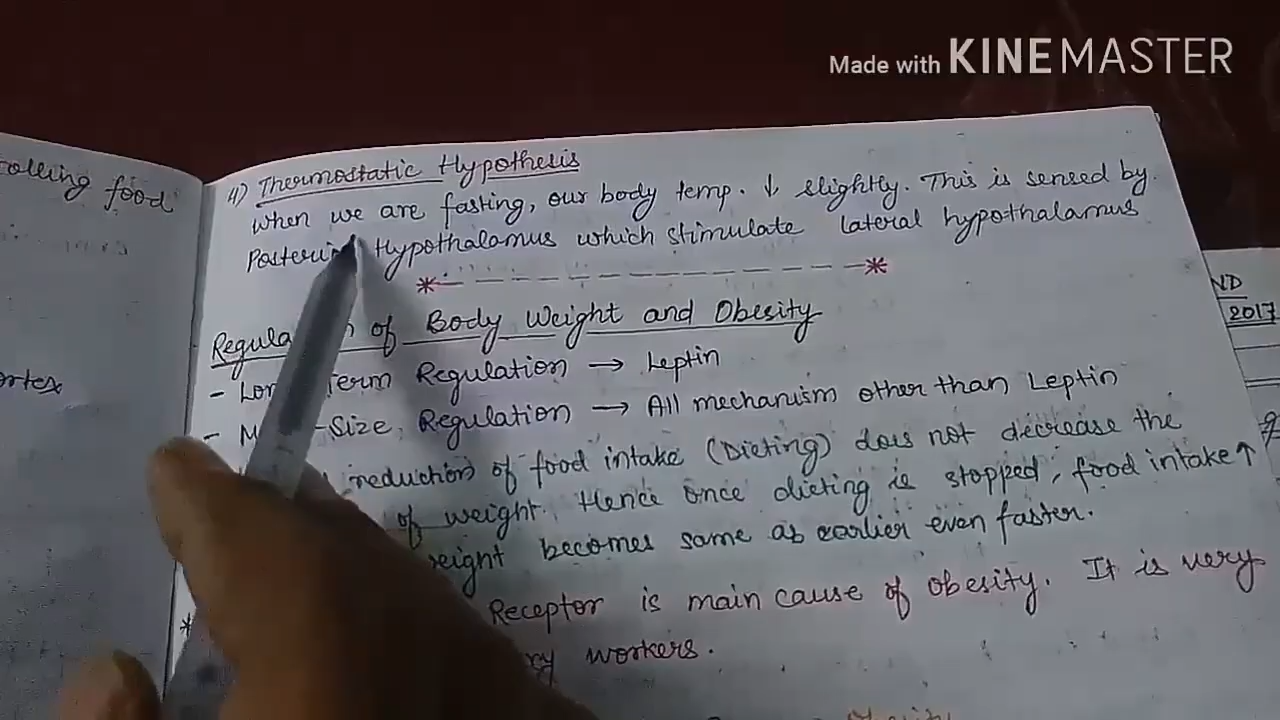 Made with KINEMASTER
olling food
4) Thermostatic Hypothesis
when we are fasting, our body temp. ↓ slightly. This is sensed by
Hypothalamus which stimulate lateral hypothalamus
* - - - - - - - - - - *
of Body Weight and Obesity
- Term Regulation → Leptin
ortex
- -Size Regulation → All mechanism other than Leptin
reduction of food intake (Dieting) does not decrease the
of weight. Hence once dieting is stopped, food intake ↑
becomes same as earlier even faster.
Receptor is main cause of obesity. It is very
*
workers.
ND
2017